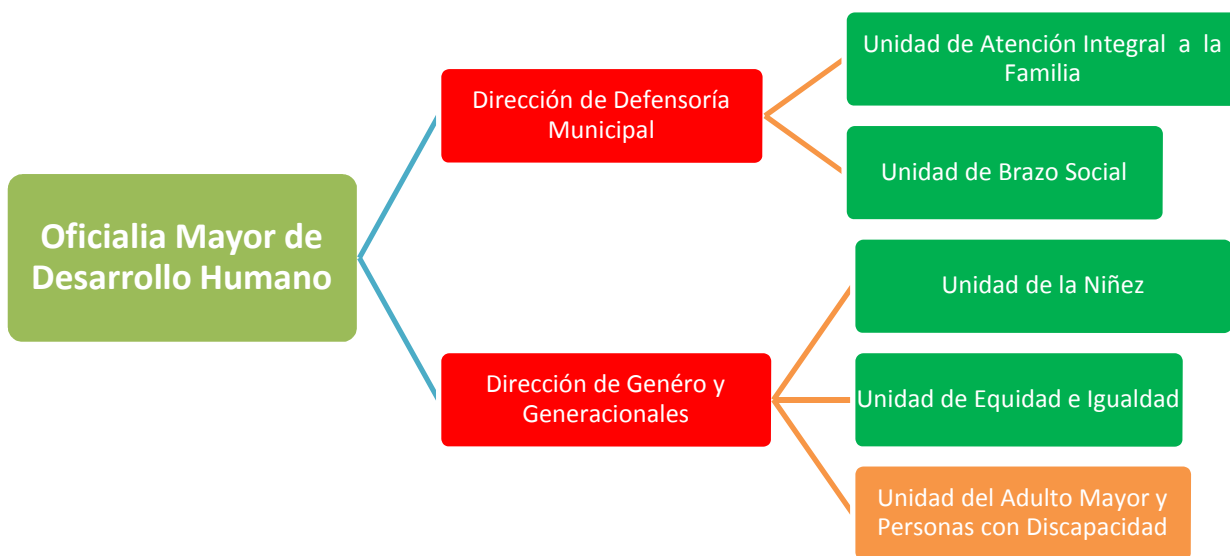 Oficialia Mayor de
Desarrollo Humano
Dirección de Defensoría
Municipal
Unidad de Atención Integral a la
Familia
Unidad de Brazo Social
Dirección de Genéro y
Generacionales
Unidad de la Niñez
Unidad de Equidad e Igualdad
Unidad del Adulto Mayor y
Personas con Discapacidad